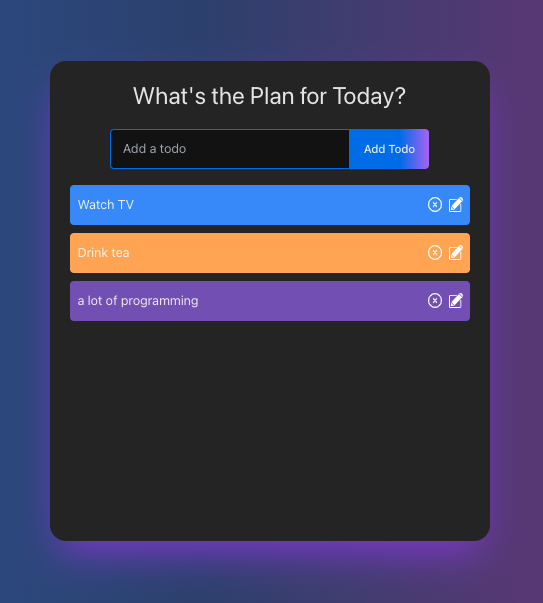 What's the Plan for Today?
Add a todo
Add Todo
Watch TV
Drink tea
a lot of programming